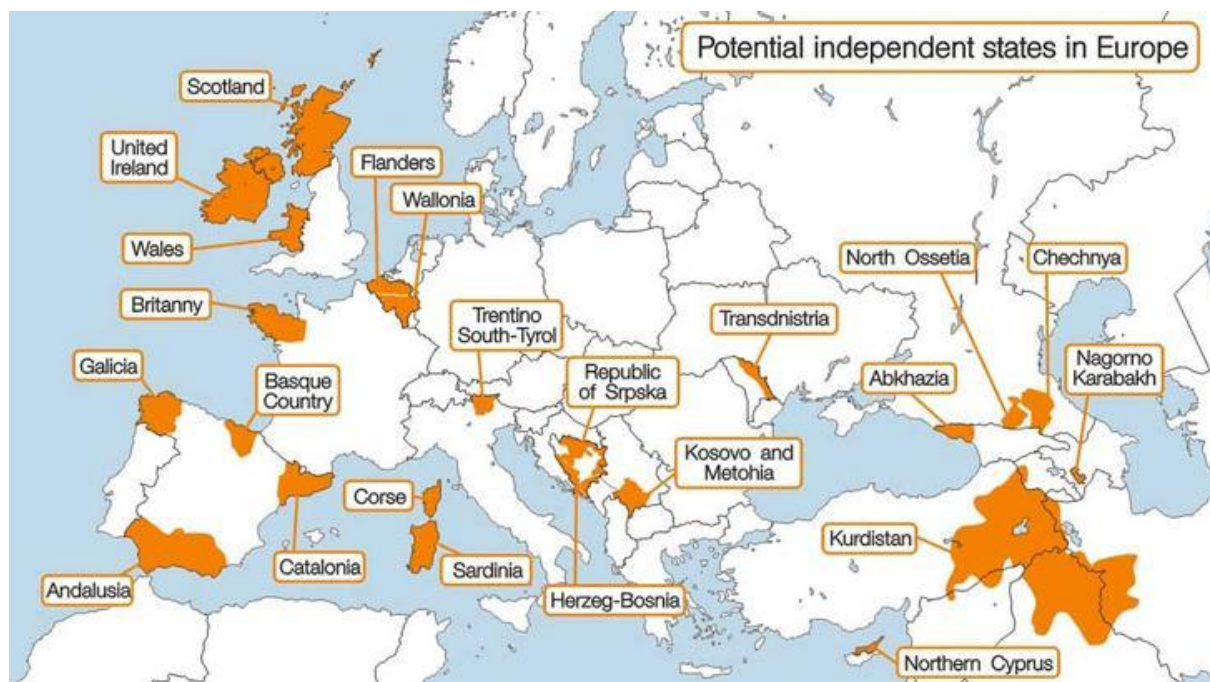 Potential independent states in Europe
Scotland
United
Ireland
Flanders
Wallonia
Wales
North Ossetia
Chechnya
Britanny
Trentino
South-Tyrol
Transdnistria
Galicia
Basque
Country
Republic
of Srpska
Abkhazia
Nagorno
Karabakh
Kosovo and
Metohia
Corse
Kurdistan
Andalusia
Catalonia
Sardinia
Herzeg-Bosnia
Northern Cyprus